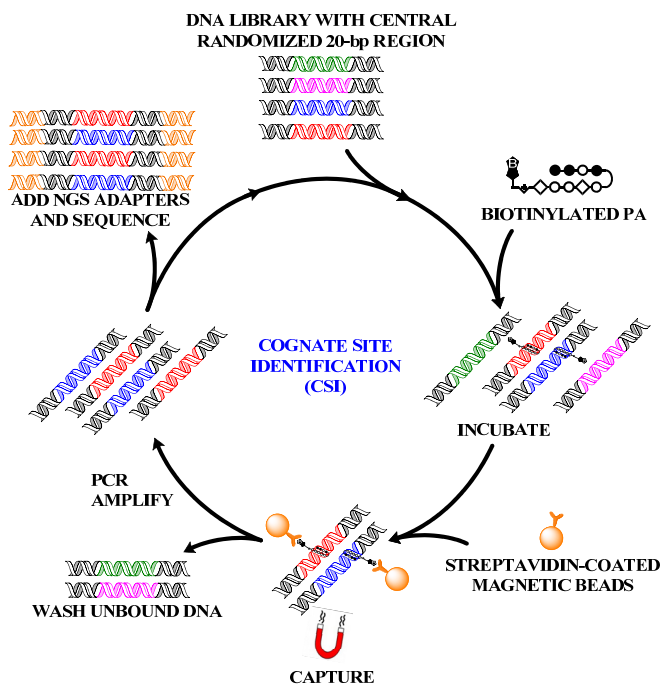 DNA LIBRARY WITH CENTRAL
RANDOMIZED 20-bp REGION
ADD NGS ADAPTERS
AND SEQUENCE
B
BIOTINYLATED PA
COGNATE SITE
IDENTIFICATION
(CSI)
INCUBATE
PCR
AMPLIFY
STREPTAVIDIN-COATED
MAGNETIC BEADS
WASH UNBOUND DNA
CAPTURE